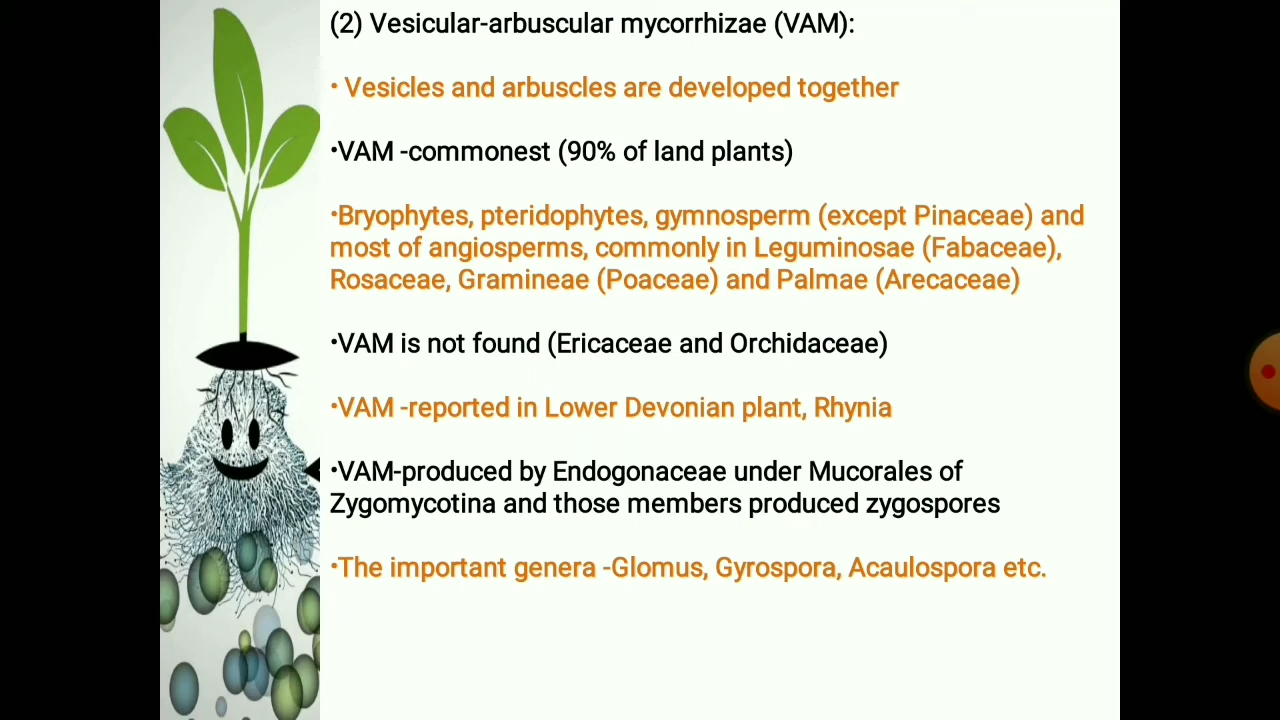 (2) Vesicular-arbuscular mycorrhizae (VAM):
• Vesicles and arbuscles are developed together
•VAM -commonest (90% of land plants)
•Bryophytes, pteridophytes, gymnosperm (except Pinaceae) and
most of angiosperms, commonly in Leguminosae (Fabaceae),
Rosaceae, Gramineae (Poaceae) and Palmae (Arecaceae)
•VAM is not found (Ericaceae and Orchidaceae)
•VAM -reported in Lower Devonian plant, Rhynia
•VAM-produced by Endogonaceae under Mucorales of
Zygomycotina and those members produced zygospores
•The important genera -Glomus, Gyrospora, Acaulospora etc.